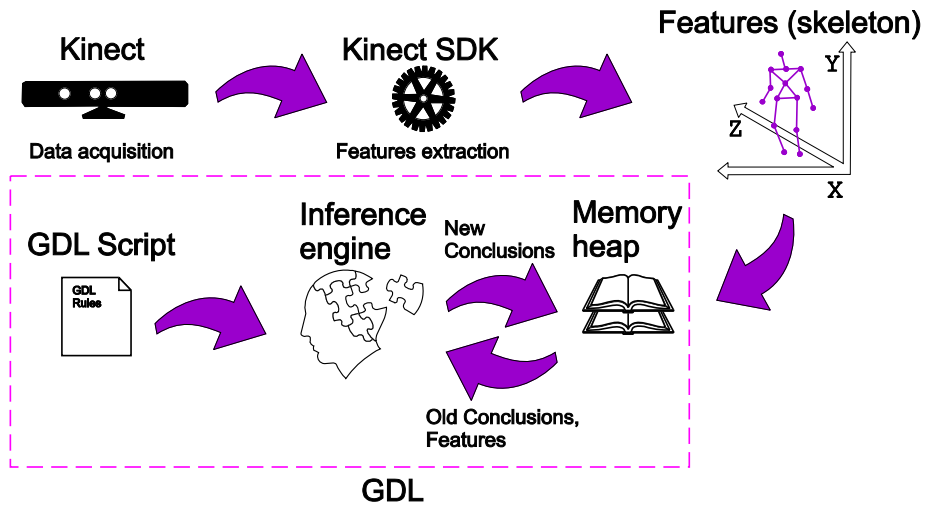 Kinect
Kinect SDK
Features (skeleton)
Y
Z
X
Data acquisition
Features extraction
GDL Script
Inference
engine
New
Conclusions
Memory
heap
GDL
Rules
Old Conclusions,
Features
GDL